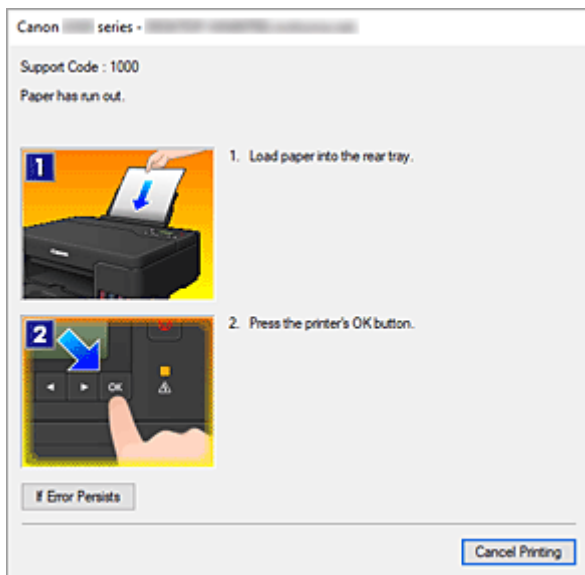 Canon series -
Support Code : 1000
Paper has run out.
1
1. Load paper into the rear tray.
Canon
2
2. Press the printer's OK button.
OK
If Error Persists
Cancel Printing